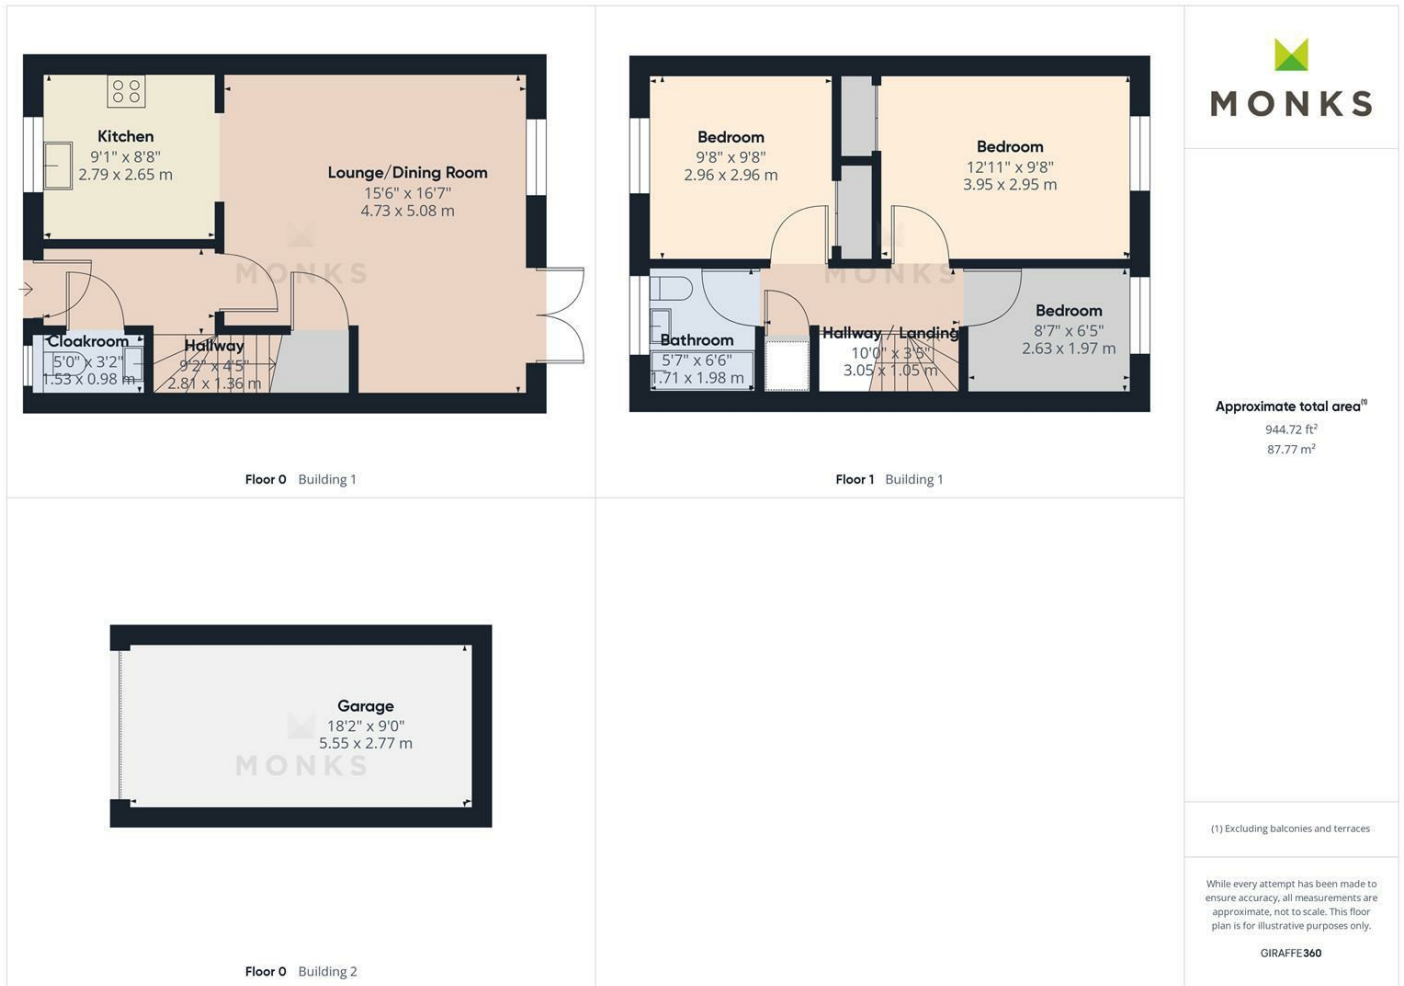 Kitchen
9'1" x 8'8"
2.79 x 2.65 m
Lounge/Dining Room
15'6" x 16'7"
4.73 x 5.08 m
MONKS
Cloakroom
5'0" x 3'2"
1.53 x 0.98 m
Hallway
9'2" x 4'5"
2.81 x 1.36 m
Floor 0 Building 1
Bedroom
9'8" x 9'8"
2.96 x 2.96 m
Bedroom
12'11" x 9'8"
3.95 x 2.95 m
MONKS
Bathroom
5'7" x 6'6"
1.71 x 1.98 m
Hallway / Landing
10'0" x 3'5"
3.05 x 1.05 m
Bedroom
8'7" x 6'5"
2.63 x 1.97 m
Floor 1 Building 1
Garage
18'2" x 9'0"
5.55 x 2.77 m
MONKS
Floor 0 Building 2
MONKS
Approximate total area(1)
944.72 ft²
87.77 m²
(1) Excluding balconies and terraces
While every attempt has been made to
ensure accuracy, all measurements are
approximate, not to scale. This floor
plan is for illustrative purposes only.
GIRAFFE360